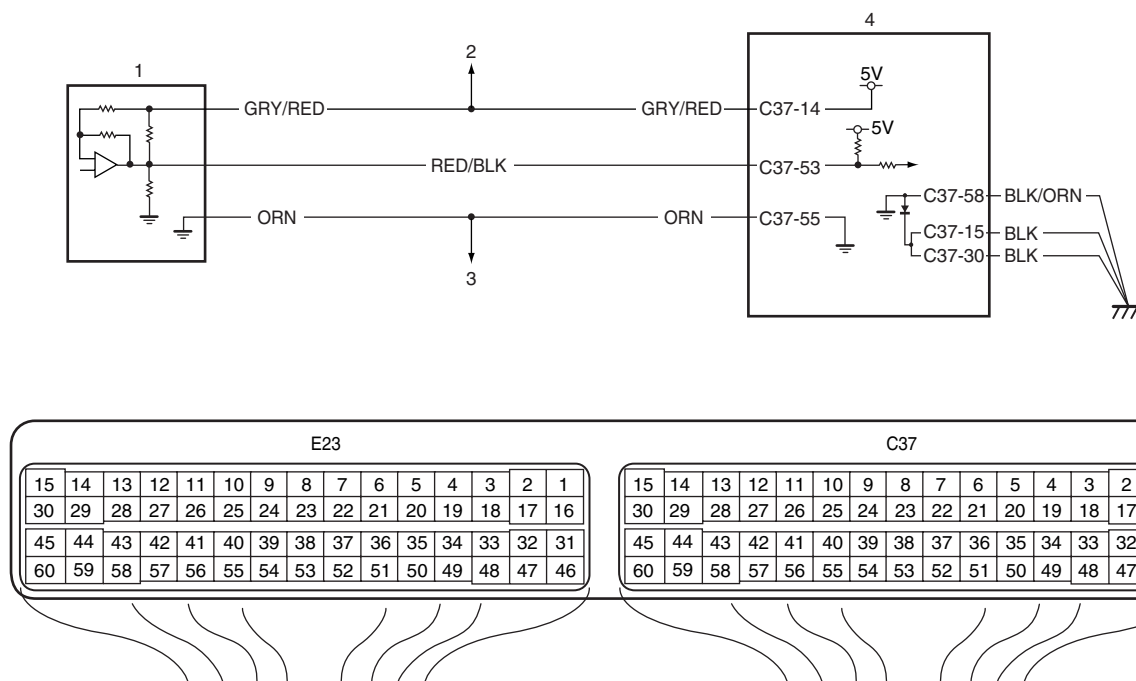 4
2
1
5V
GRY/RED GRY/RED C37-14
5V
RED/BLK C37-53
C37-58 BLK/ORN
ORN ORN C37-55
C37-15 BLK
C37-30 BLK
3
E23 C37
15 14 13 12 11 10 9 8 7 6 5 4 3 2 1 15 14 13 12 11 10 9 8 7 6 5 4 3 2
30 29 28 27 26 25 24 23 22 21 20 19 18 17 16 30 29 28 27 26 25 24 23 22 21 20 19 18 17
45 44 43 42 41 40 39 38 37 36 35 34 33 32 31 45 44 43 42 41 40 39 38 37 36 35 34 33 32
60 59 58 57 56 55 54 53 52 51 50 49 48 47 46 60 59 58 57 56 55 54 53 52 51 50 49 48 47